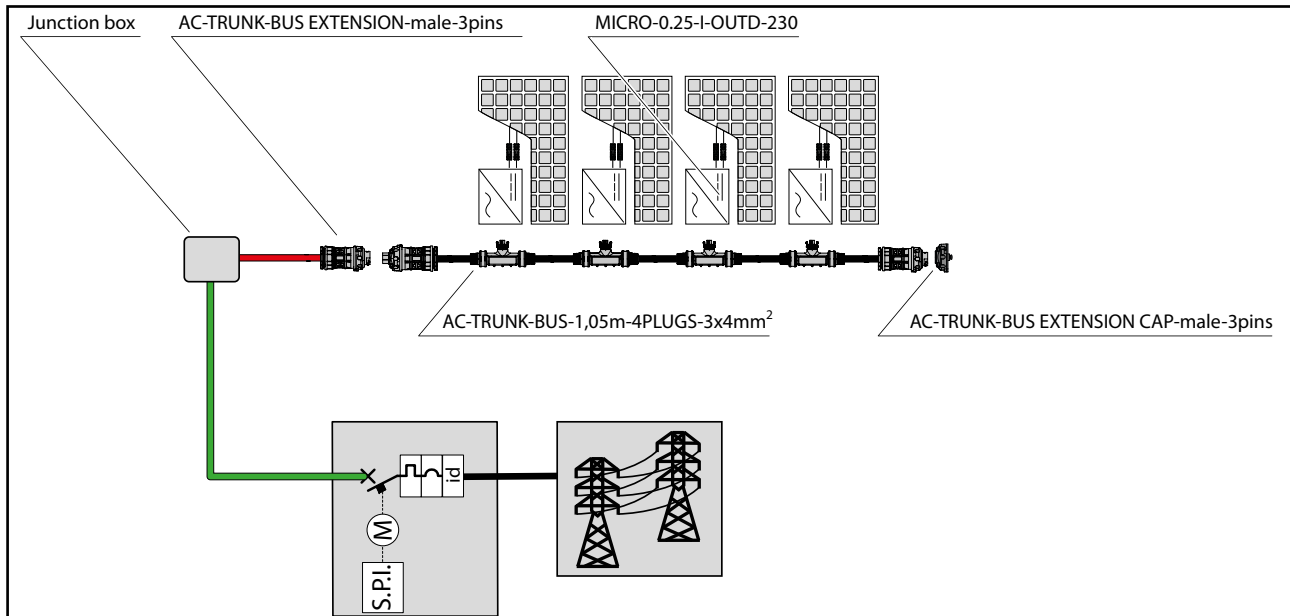 Junction box
AC-TRUNK-BUS EXTENSION-male-3pins
MICRO-0.25-I-OUTD-230
AC-TRUNK-BUS-1,05m-4PLUGS-3x4mm²
AC-TRUNK-BUS EXTENSION CAP-male-3pins
id
M
S.P.I.